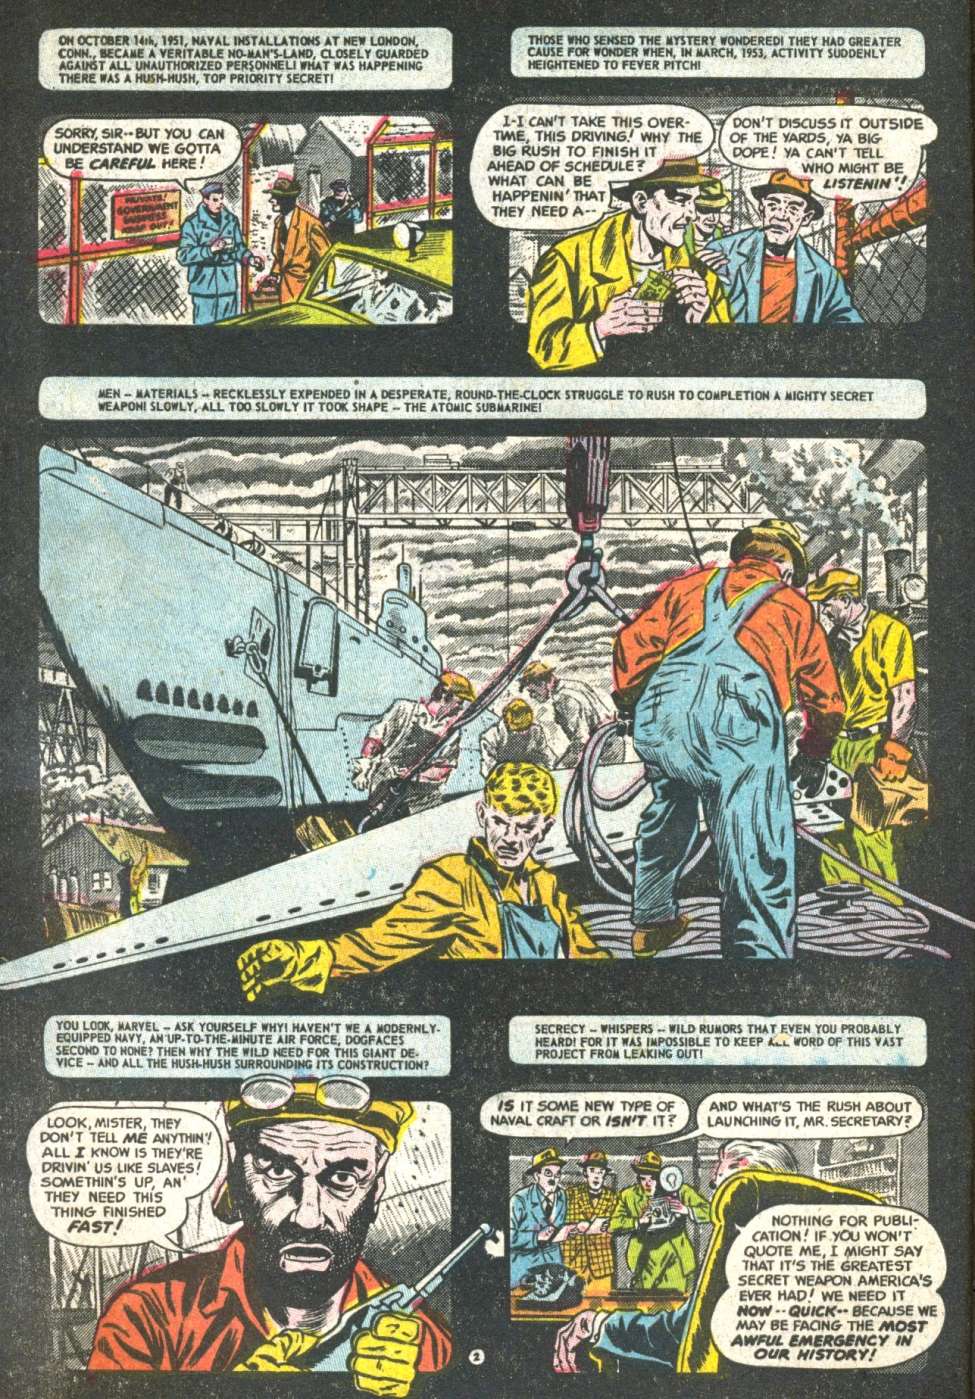 ON OCTOBER 14th, 1951, NAVAL INSTALLATIONS AT NEW LONDON,
CONN., BECAME A VERITABLE NO-MAN'S-LAND, CLOSELY GUARDED
AGAINST ALL UNAUTHORIZED PERSONNEL! WHAT WAS HAPPENING
THERE WAS A HUSH-HUSH, TOP PRIORITY SECRET!
SORRY, SIR--BUT YOU CAN
UNDERSTAND WE GOTTA
BE CAREFUL HERE!
PRIVATE!
GOVERNMENT
BUSINESS
KEEP OUT!
THOSE WHO SENSED THE MYSTERY WONDERED! THEY HAD GREATER
CAUSE FOR WONDER WHEN, IN MARCH, 1953, ACTIVITY SUDDENLY
HEIGHTENED TO FEVER PITCH!
I-I CAN'T TAKE THIS OVER-
TIME, THIS DRIVING! WHY THE
BIG RUSH TO FINISH IT
AHEAD OF SCHEDULE?
WHAT CAN BE
HAPPENIN' THAT
THEY NEED A--
DON'T DISCUSS IT OUTSIDE
OF THE YARDS, YA BIG
DOPE! YA CAN'T TELL
WHO MIGHT BE
LISTENIN'!
MEN -- MATERIALS -- RECKLESSLY EXPENDED IN A DESPERATE, ROUND-THE-CLOCK STRUGGLE TO RUSH TO COMPLETION A MIGHTY SECRET
WEAPON! SLOWLY, ALL TOO SLOWLY IT TOOK SHAPE -- THE ATOMIC SUBMARINE!
YOU LOOK, MARVEL -- ASK YOURSELF WHY! HAVEN'T WE A MODERNLY-
EQUIPPED NAVY, AN UP-TO-THE-MINUTE AIR FORCE, DOGFACES
SECOND TO NONE? THEN WHY THE WILD NEED FOR THIS GIANT DE-
VICE -- AND ALL THE HUSH-HUSH SURROUNDING ITS CONSTRUCTION?
LOOK, MISTER, THEY
DON'T TELL ME ANYTHIN'!
ALL I KNOW IS THEY'RE
DRIVIN' US LIKE SLAVES!
SOMETHIN'S UP, AN'
THEY NEED THIS
THING FINISHED
FAST!
SECRECY -- WHISPERS -- WILD RUMORS THAT EVEN YOU PROBABLY
HEARD! FOR IT WAS IMPOSSIBLE TO KEEP ALL WORD OF THIS VAST
PROJECT FROM LEAKING OUT!
IS IT SOME NEW TYPE OF
NAVAL CRAFT OR ISN'T IT?
AND WHAT'S THE RUSH ABOUT
LAUNCHING IT, MR. SECRETARY?
NOTHING FOR PUBLI-
CATION! IF YOU WON'T
QUOTE ME, I MIGHT SAY
THAT IT'S THE GREATEST
SECRET WEAPON AMERICA'S
EVER HAD! WE NEED IT
NOW--QUICK--BECAUSE WE
MAY BE FACING THE MOST
AWFUL EMERGENCY IN
OUR HISTORY!
2